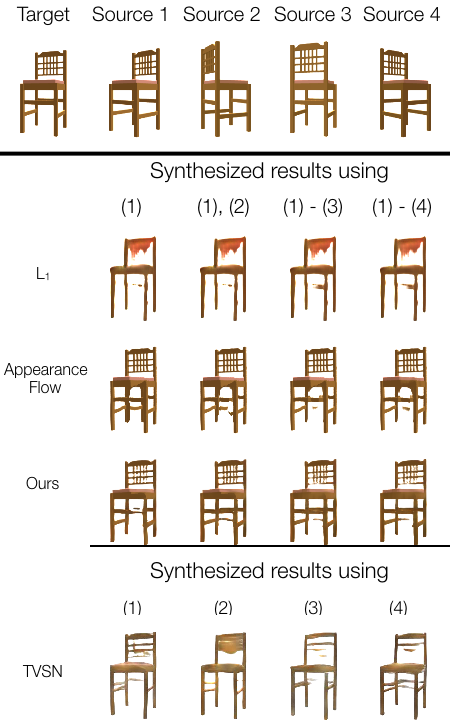 Target Source 1 Source 2 Source 3 Source 4
Synthesized results using
(1) (1), (2) (1) - (3) (1) - (4)
L₁
Appearance
Flow
Ours
Synthesized results using
(1) (2) (3) (4)
TVSN